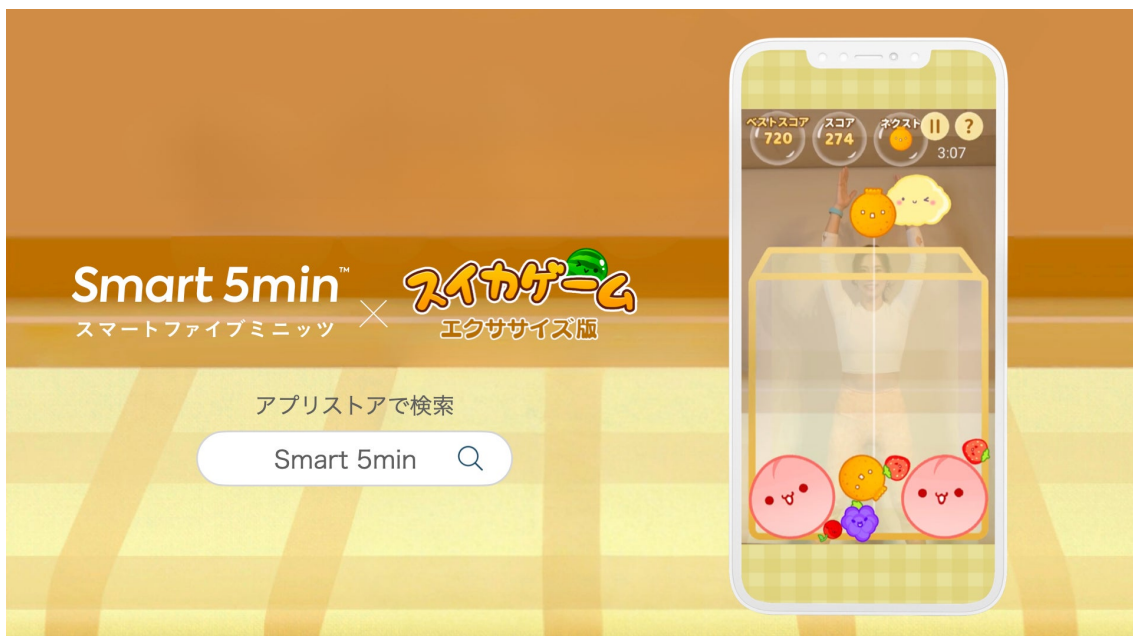 Smart 5min™
スマートファイブミニッツ
×
スイカゲーム
エクササイズ版
アプリストアで検索
Smart 5min
ベストスコア
720
スコア
274
ネクスト
?
3:07